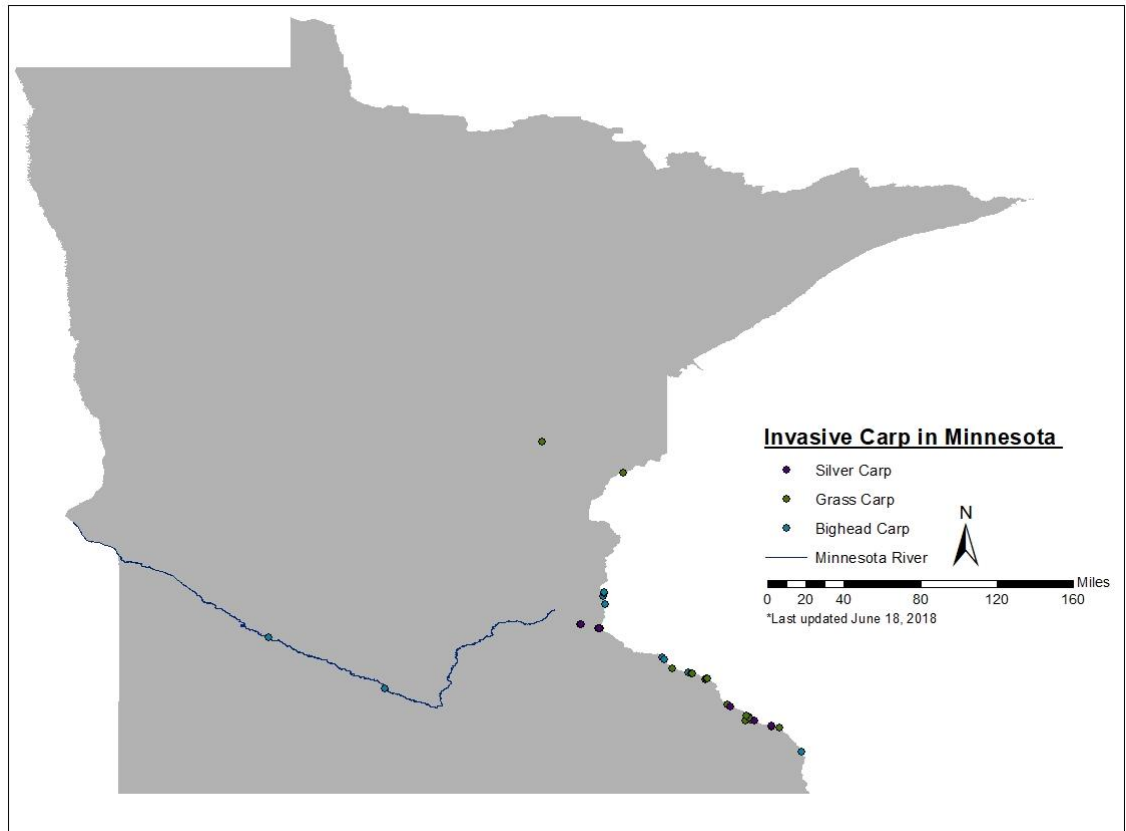 Invasive Carp in Minnesota
Silver Carp
Grass Carp
Bighead Carp
Minnesota River
N
Miles
0 20 40 80 120 160
*Last updated June 18, 2018